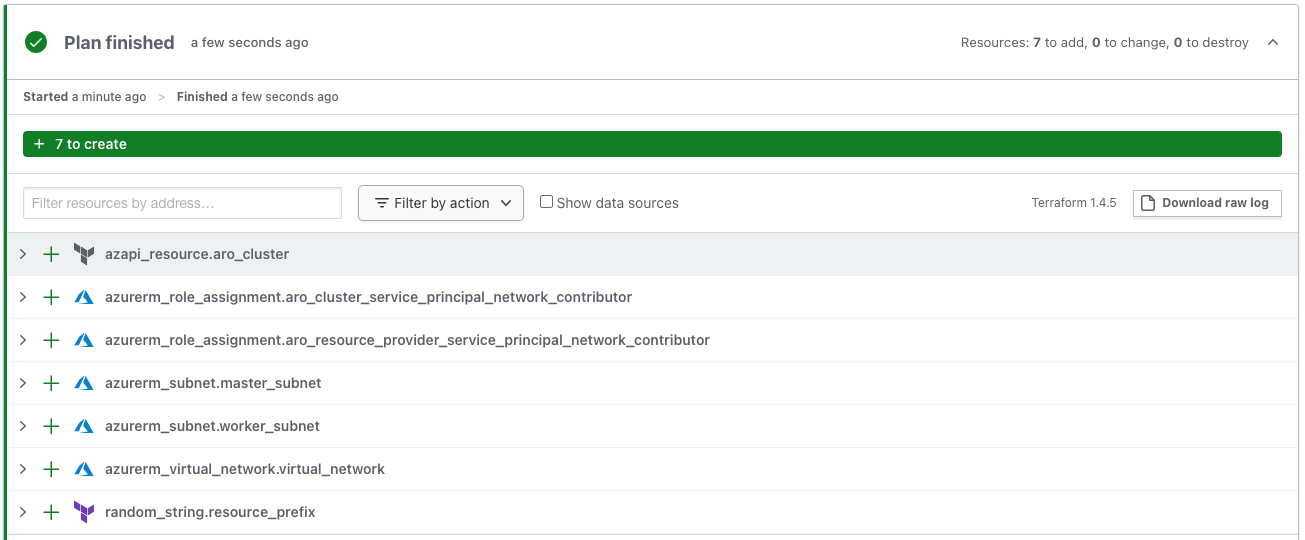 Plan finished a few seconds ago Resources: 7 to add, 0 to change, 0 to destroy
Started a minute ago > Finished a few seconds ago
+ 7 to create
Filter resources by address... Filter by action Show data sources Terraform 1.4.5 Download raw log
azapi_resource.aro_cluster
azurerm_role_assignment.aro_cluster_service_principal_network_contributor
azurerm_role_assignment.aro_resource_provider_service_principal_network_contributor
azurerm_subnet.master_subnet
azurerm_subnet.worker_subnet
azurerm_virtual_network.virtual_network
random_string.resource_prefix